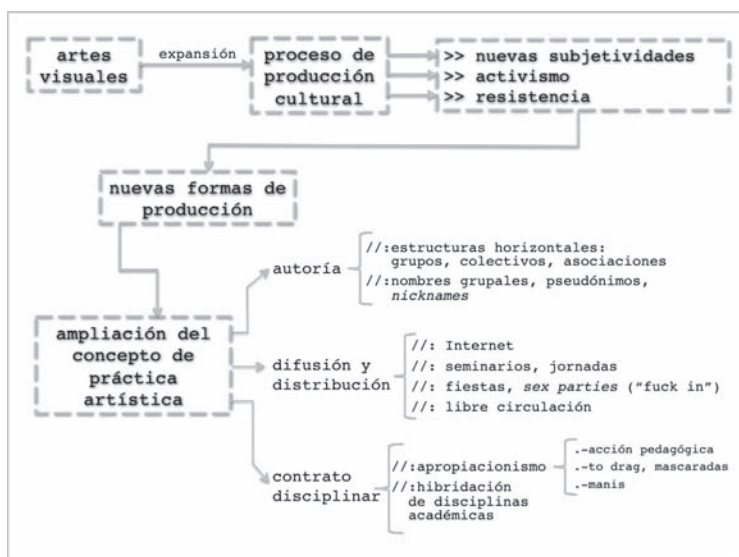 artes
visuales
expansión
proceso de
producción
cultural
>> nuevas subjetividades
>> activismo
>> resistencia
nuevas formas de
producción
ampliación del
concepto de
práctica
artística
autoría
//:estructuras horizontales:
grupos, colectivos, asociaciones
//:nombres grupales, pseudónimos,
nicknames
difusión y
distribución
//: Internet
//: seminarios, jornadas
//: fiestas, sex parties (“fuck in”)
//: libre circulación
contrato
disciplinar
//:apropiacionismo
//:hibridación
de disciplinas
académicas
.-acción pedagógica
.-to drag, mascaradas
.-manis